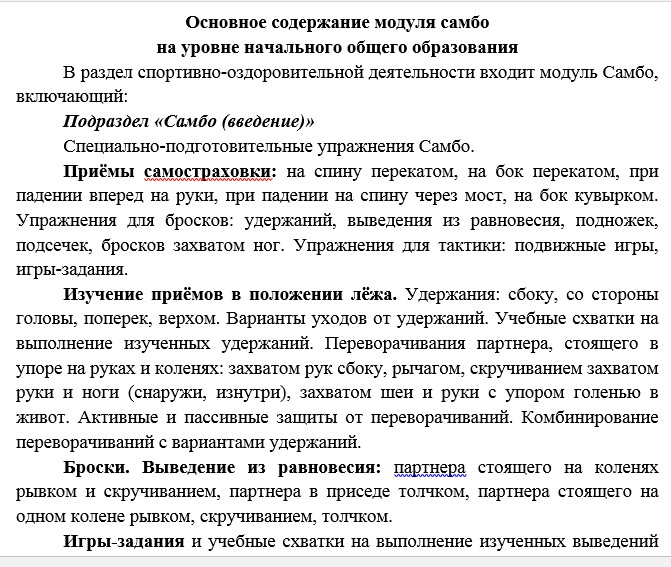 Основное содержание модуля самбо
на уровне начального общего образования
В раздел спортивно-оздоровительной деятельности входит модуль Самбо,
включающий:
Подраздел «Самбо (введение)»
Специально-подготовительные упражнения Самбо.
Приёмы самостраховки: на спину перекатом, на бок перекатом, при
падении вперед на руки, при падении на спину через мост, на бок кувырком.
Упражнения для бросков: удержаний, выведения из равновесия, подножек,
подсечек, бросков захватом ног. Упражнения для тактики: подвижные игры,
игры-задания.
Изучение приёмов в положении лёжа. Удержания: сбоку, со стороны
головы, поперек, верхом. Варианты уходов от удержаний. Учебные схватки на
выполнение изученных удержаний. Переворачивания партнера, стоящего в
упоре на руках и коленях: захватом рук сбоку, рычагом, скручиванием захватом
руки и ноги (снаружи, изнутри), захватом шеи и руки с упором голенью в
живот. Активные и пассивные защиты от переворачиваний. Комбинирование
переворачиваний с вариантами удержаний.
Броски. Выведение из равновесия: партнера стоящего на коленях
рывком и скручиванием, партнера в приседе толчком, партнера стоящего на
одном колене рывком, скручиванием, толчком.
Игры-задания и учебные схватки на выполнение изученных выведений